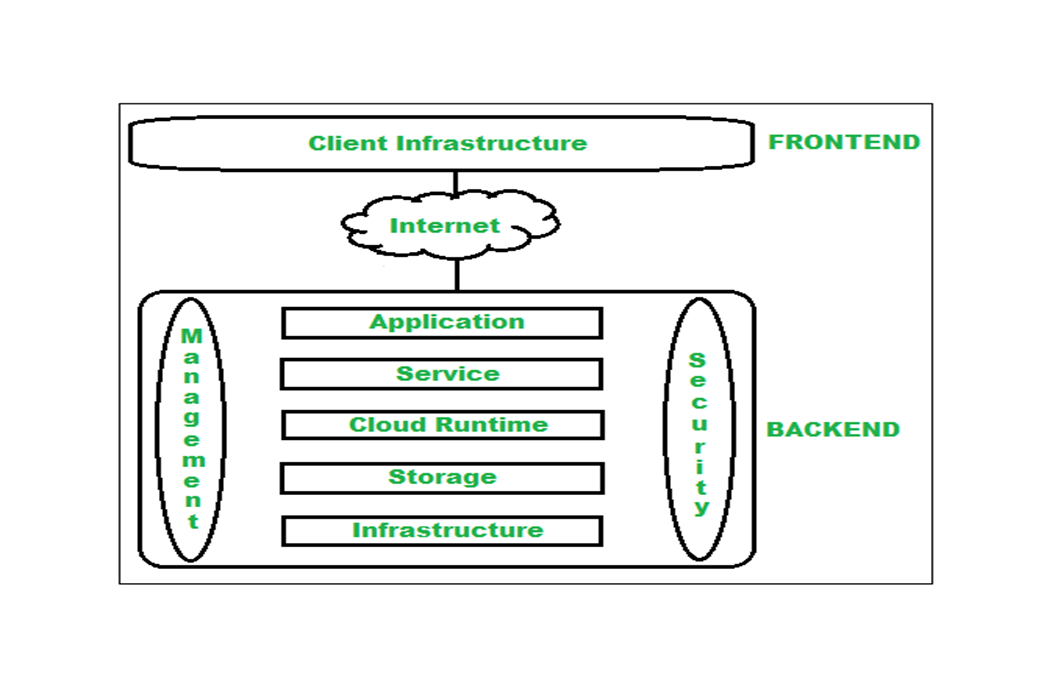 Client Infrastructure
FRONTEND
Internet
Management
Application
Service
Cloud Runtime
Storage
Infrastructure
Security
BACKEND